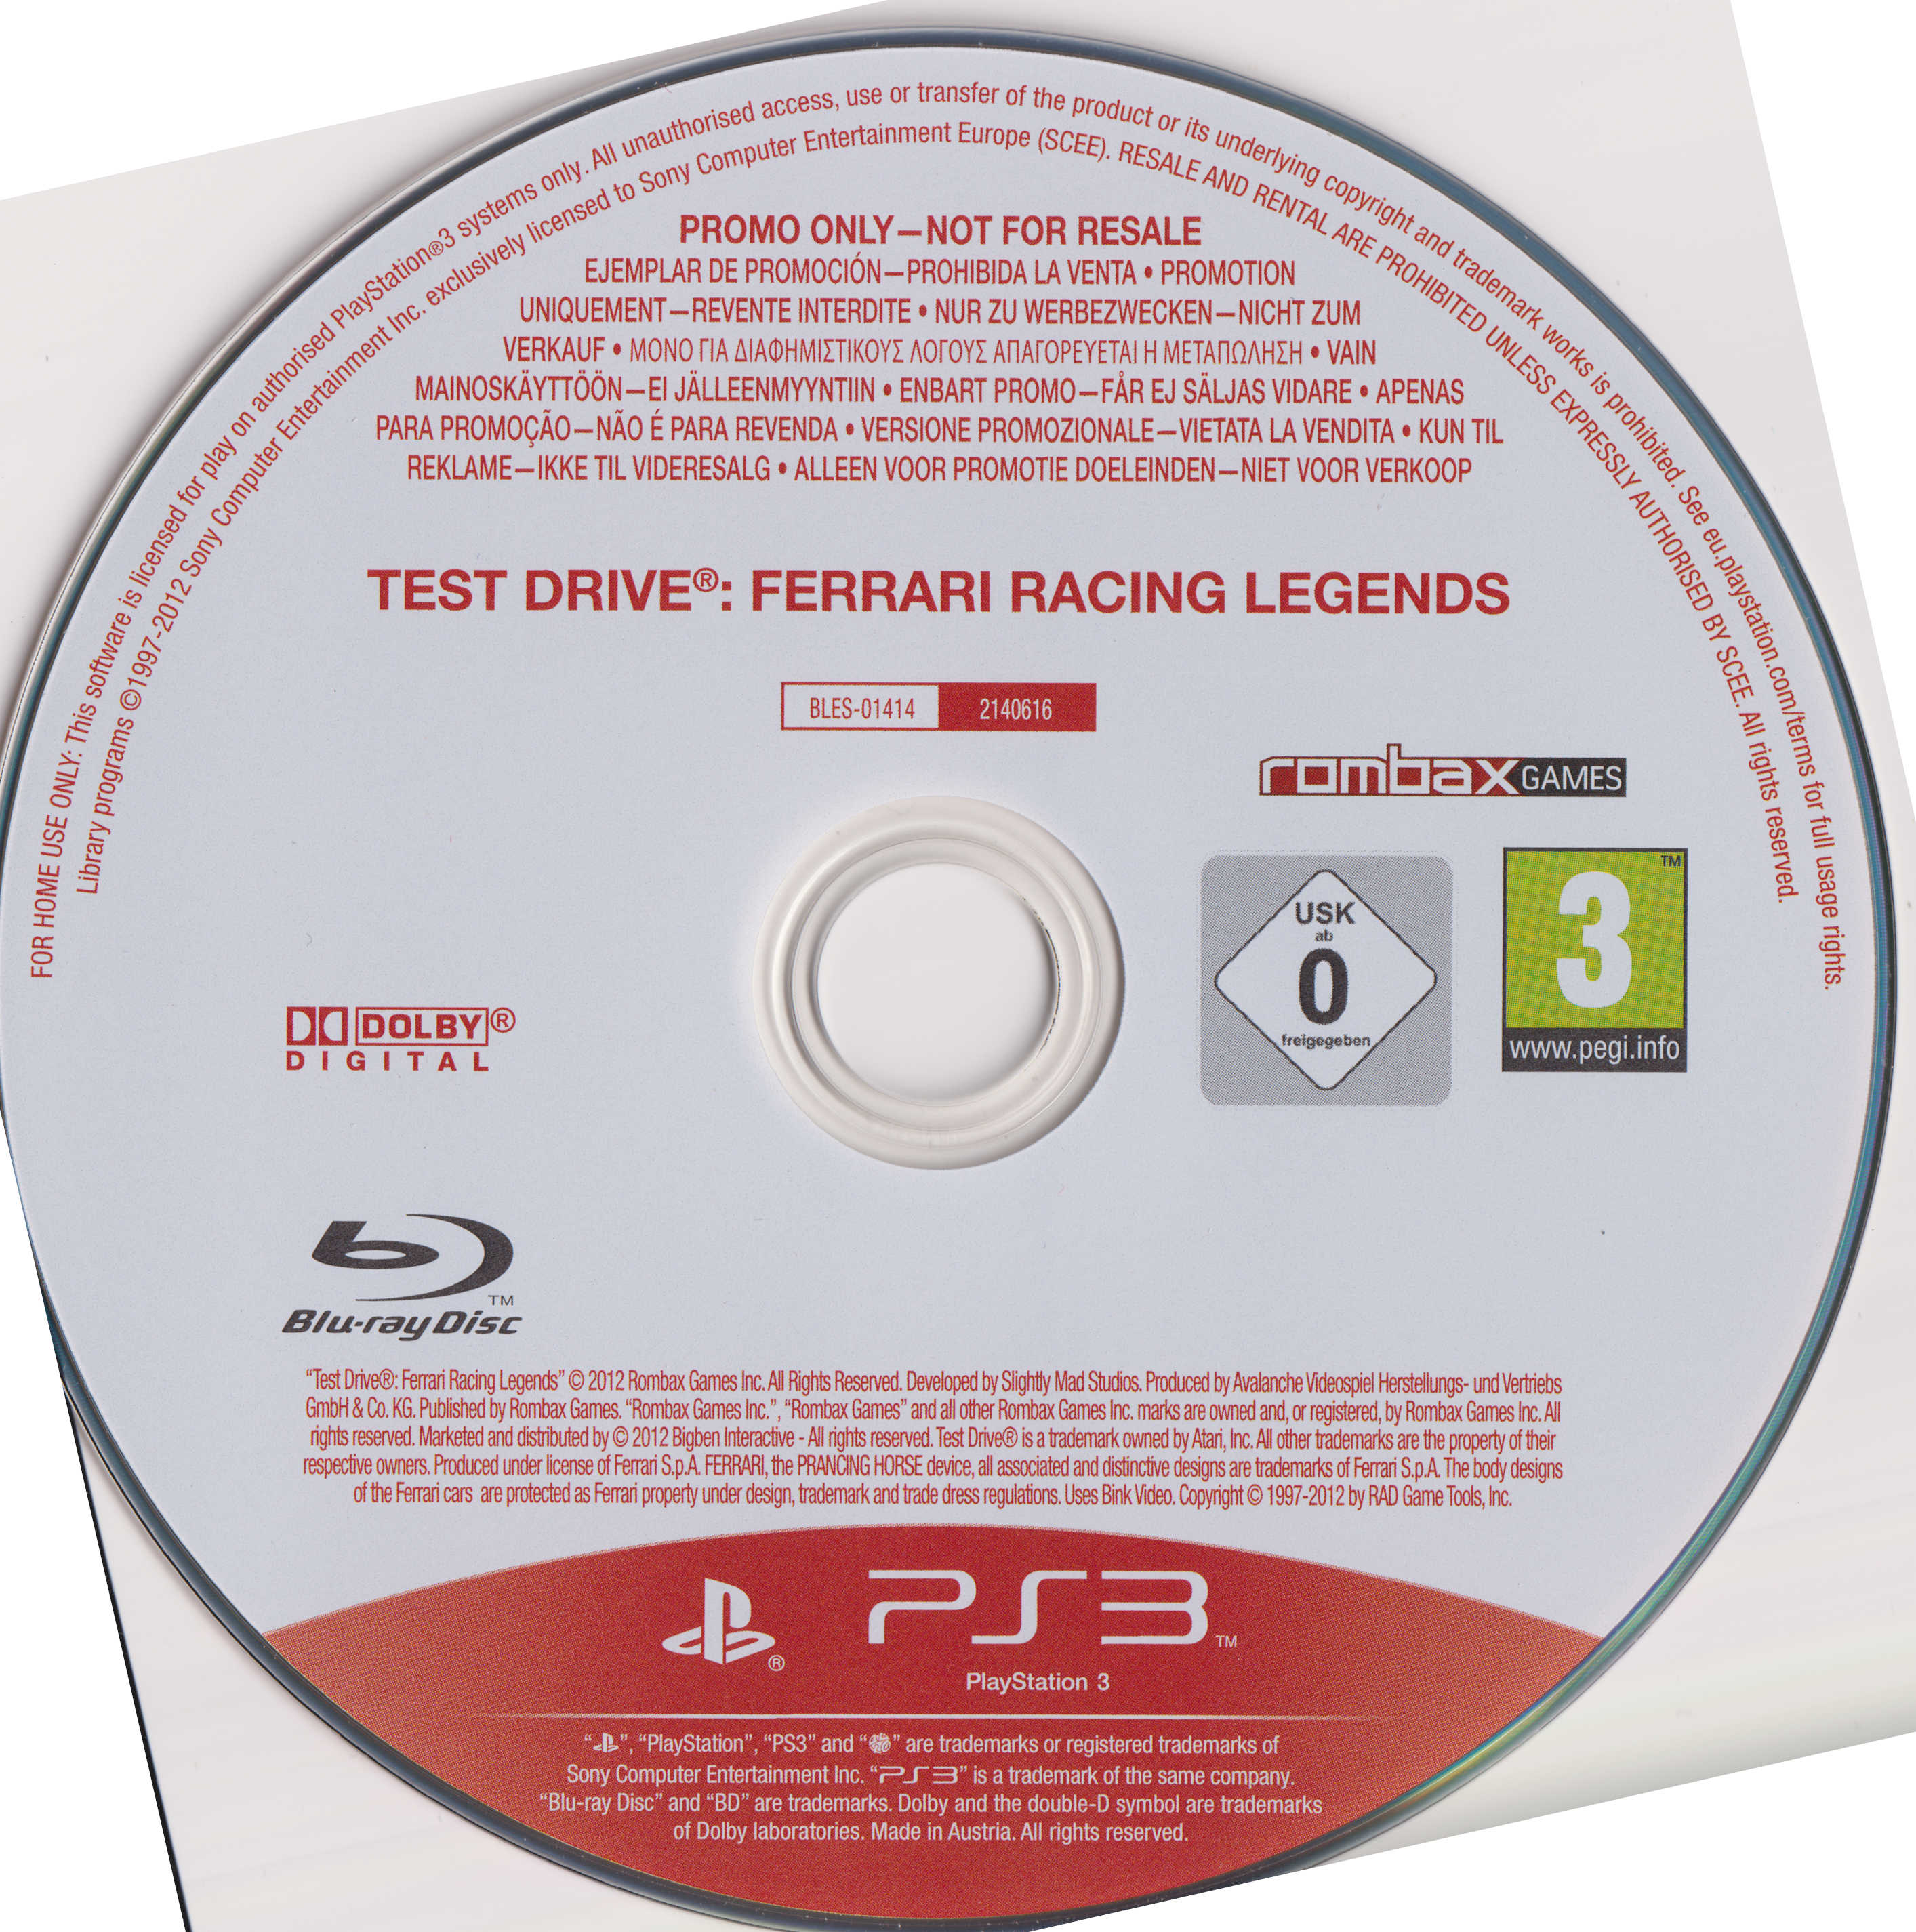 FOR HOME USE ONLY: This software is licensed for play on authorised PlayStation®3 systems only. All unauthorised access, use or transfer of the product or its underlying copyright and trademark works is prohibited. See eu.playstation.com/terms for full usage rights.
Library programs ©1997-2012 Sony Computer Entertainment Inc. exclusively licensed to Sony Computer Entertainment Europe (SCEE). RESALE AND RENTAL ARE PROHIBITED UNLESS EXPRESSLY AUTHORISED BY SCEE. All rights reserved.
PROMO ONLY—NOT FOR RESALE
EJEMPLAR DE PROMOCIÓN—PROHIBIDA LA VENTA • PROMOTION
UNIQUEMENT—REVENTE INTERDITE • NUR ZU WERBEZWECKEN—NICHT ZUM
VERKAUF • ΜΟΝΟ ΓΙΑ ΔΙΑΦΗΜΙΣΤΙΚΟΥΣ ΛΟΓΟΥΣ ΑΠΑΓΟΡΕΥΕΤΑΙ Η ΜΕΤΑΠΩΛΗΣΗ • VAIN
MAINOSKÄYTTÖÖN—EI JÄLLEENMYYNTIIN • ENBART PROMO—FÅR EJ SÄLJAS VIDARE • APENAS
PARA PROMOÇÃO—NÃO É PARA REVENDA • VERSIONE PROMOZIONALE—VIETATA LA VENDITA • KUN TIL
REKLAME—IKKE TIL VIDERESALG • ALLEEN VOOR PROMOTIE DOELEINDEN—NIET VOOR VERKOOP
TEST DRIVE®: FERRARI RACING LEGENDS
BLES-01414 2140616
rombax GAMES
USK
ab
0
freigegeben
3 ™
www.pegi.info
DOLBY®
DIGITAL
Blu-ray Disc™
“Test Drive®: Ferrari Racing Legends” © 2012 Rombax Games Inc. All Rights Reserved. Developed by Slightly Mad Studios. Produced by Avalanche Videospiel Herstellungs- und Vertriebs
GmbH & Co. KG. Published by Rombax Games. “Rombax Games Inc.”, “Rombax Games” and all other Rombax Games Inc. marks are owned and, or registered, by Rombax Games Inc. All
rights reserved. Marketed and distributed by © 2012 Bigben Interactive - All rights reserved. Test Drive® is a trademark owned by Atari, Inc. All other trademarks are the property of their
respective owners. Produced under license of Ferrari S.p.A. FERRARI, the PRANCING HORSE device, all associated and distinctive designs are trademarks of Ferrari S.p.A. The body designs
of the Ferrari cars are protected as Ferrari property under design, trademark and trade dress regulations. Uses Bink Video. Copyright © 1997-2012 by RAD Game Tools, Inc.
® PS3™
PlayStation 3
“ ”, “PlayStation”, “PS3” and “ ” are trademarks or registered trademarks of
Sony Computer Entertainment Inc. “PS3” is a trademark of the same company.
“Blu-ray Disc” and “BD” are trademarks. Dolby and the double-D symbol are trademarks
of Dolby laboratories. Made in Austria. All rights reserved.